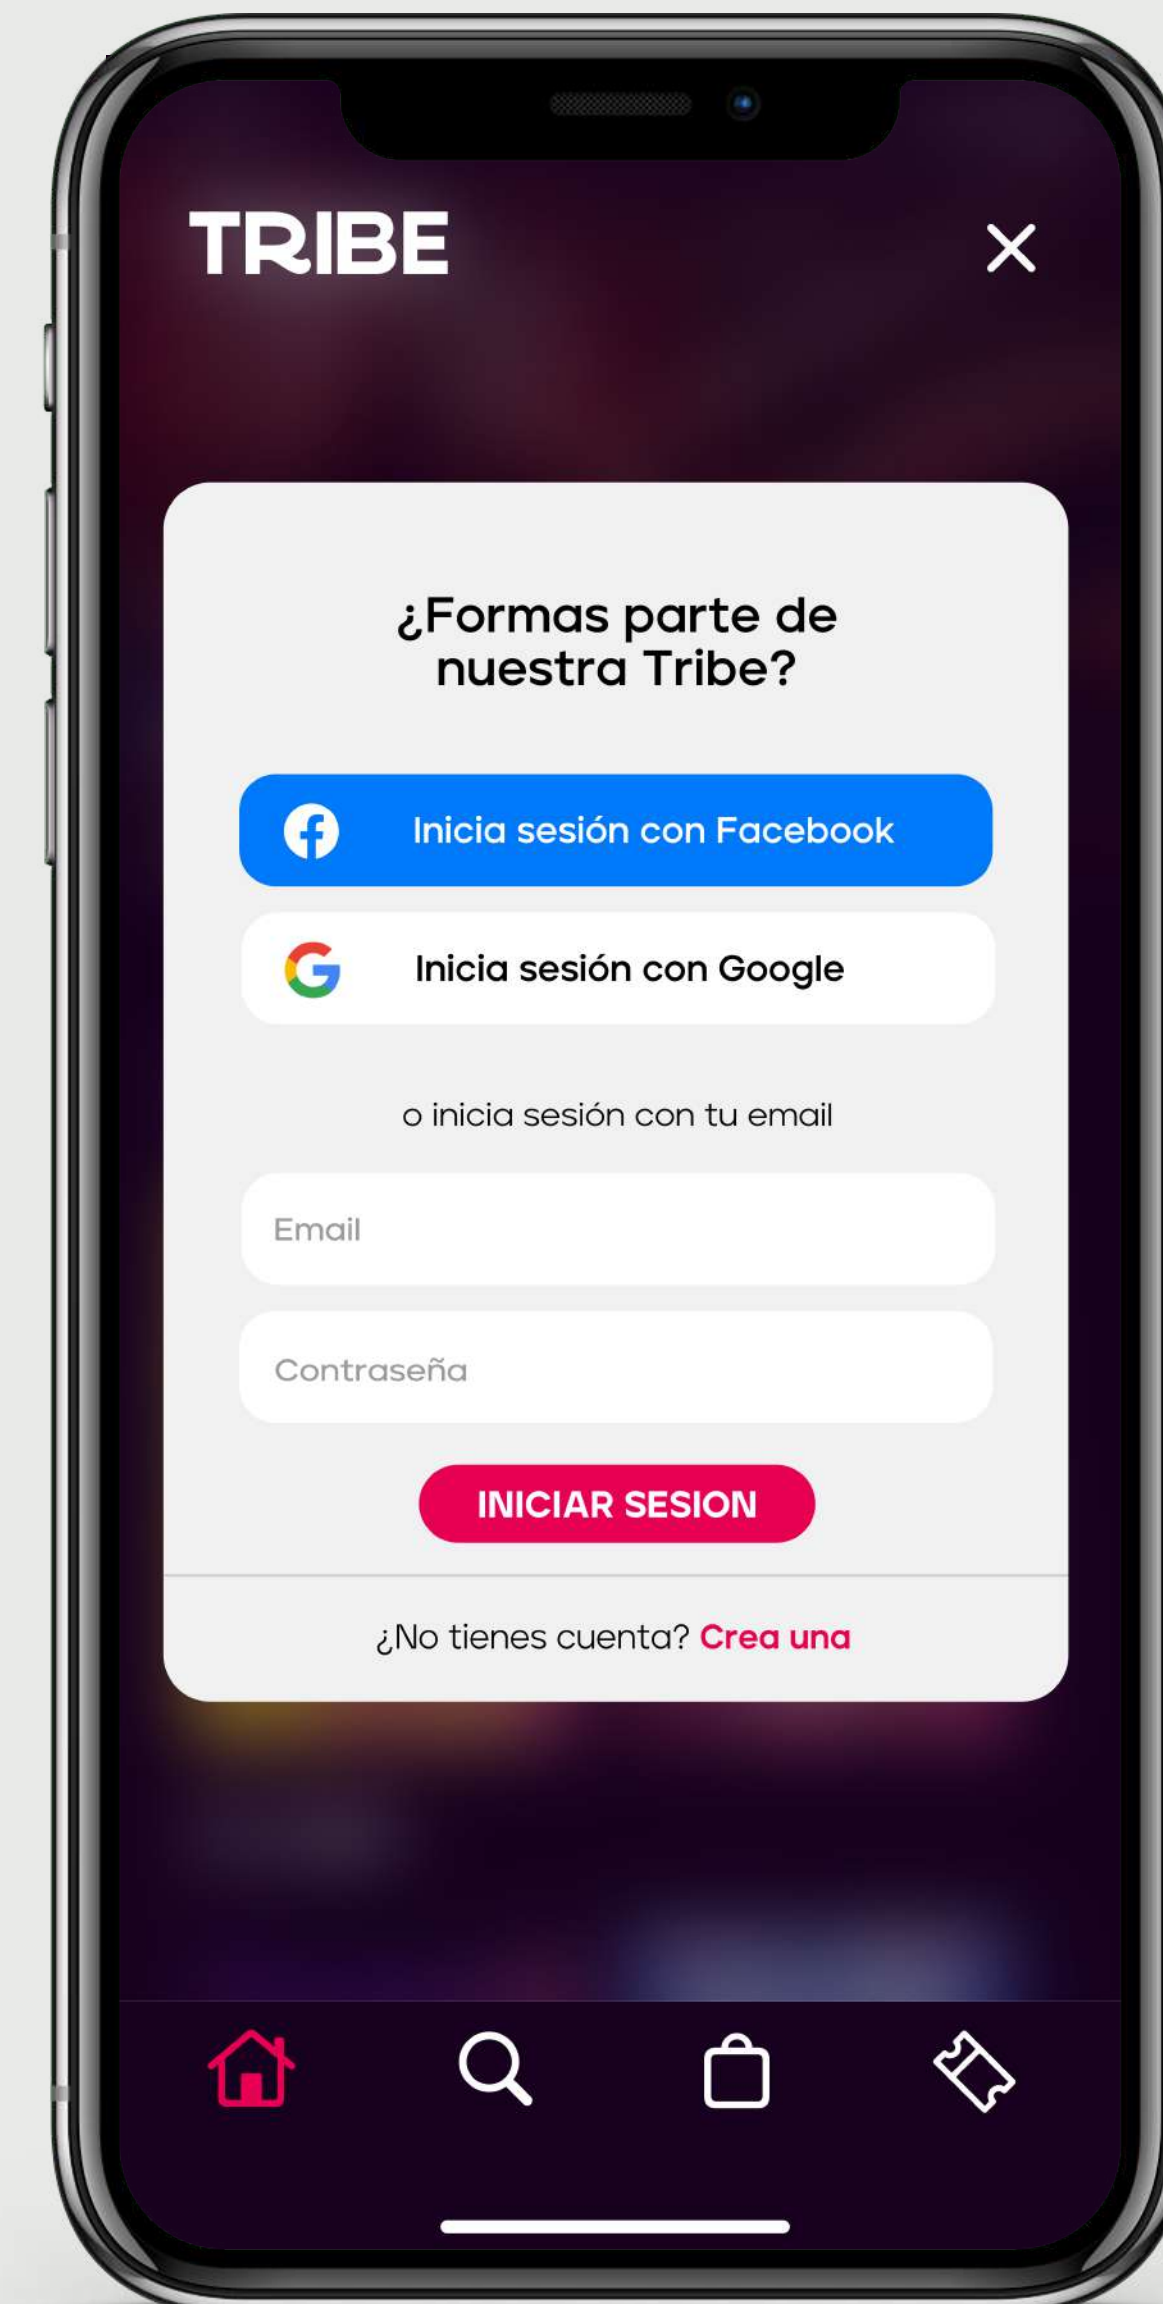 TRIBE
¿Formas parte de
nuestra Tribe?
Inicia sesión con Facebook
Inicia sesión con Google
o inicia sesión con tu email
Email
Contraseña
INICIAR SESION
¿No tienes cuenta? Crea una